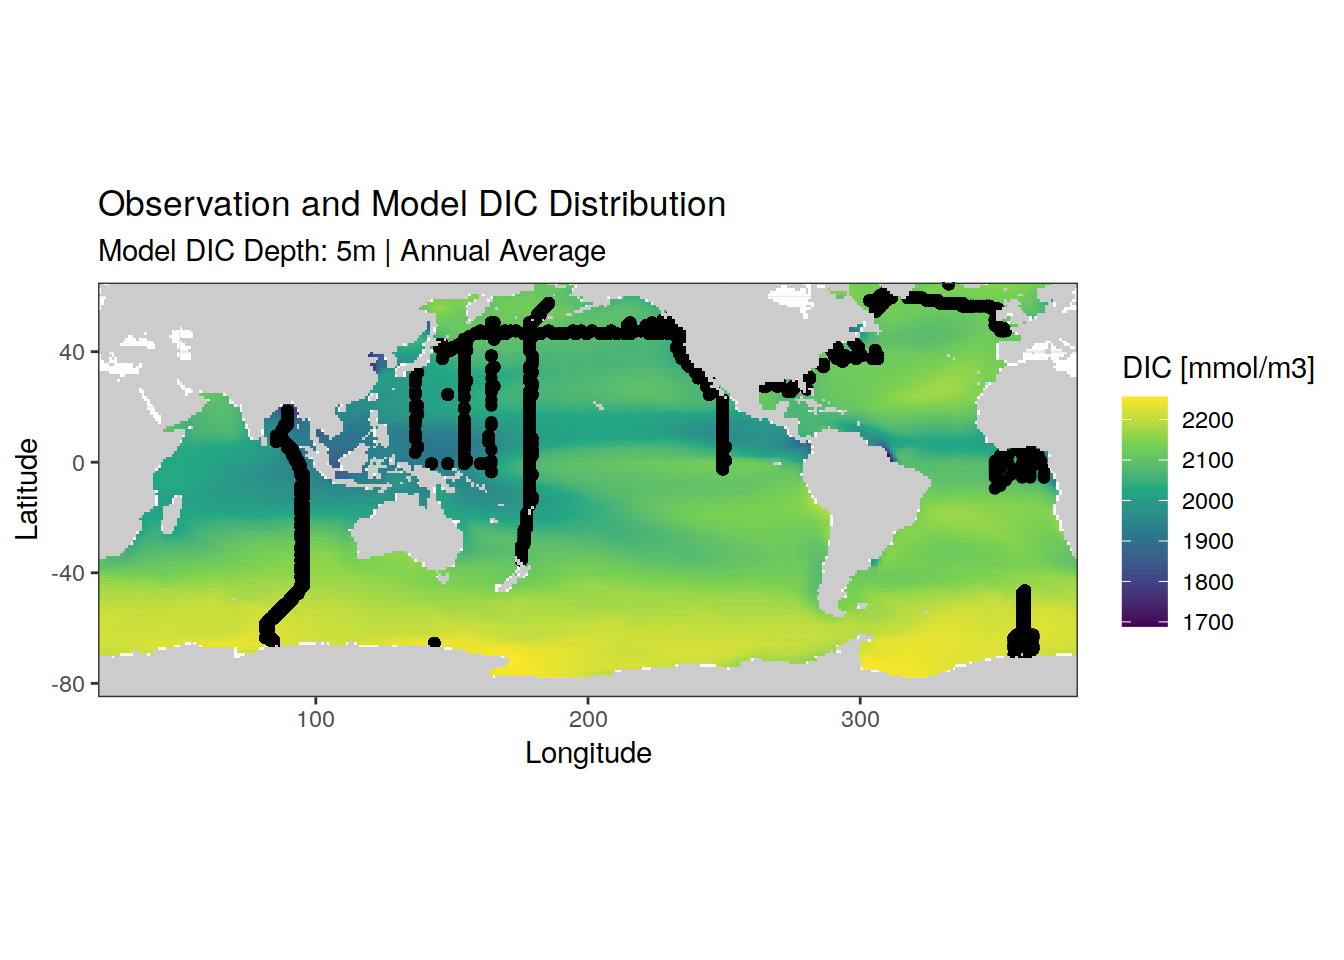 Observation and Model DIC Distribution
Model DIC Depth: 5m | Annual Average
DIC [mmol/m3]
2200
2100
2000
1900
1800
1700
Latitude
40
0
-40
-80
100
200
300
Longitude